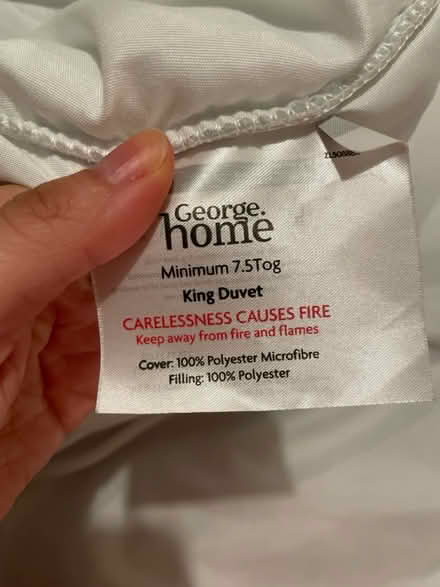 George.
home
Minimum 7.5Tog
King Duvet
CARELESSNESS CAUSES FIRE
Keep away from fire and flames
Cover: 100% Polyester Microfibre
Filling: 100% Polyester